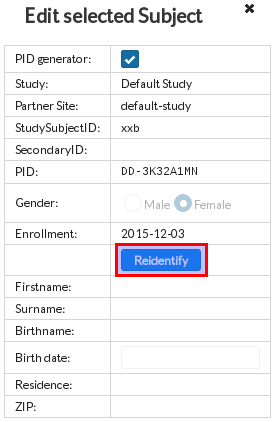 Edit selected Subject ✖
PID generator:
Study: Default Study
Partner Site: default-study
StudySubjectID: xxb
SecondaryID:
PID: DD-3K32A1MN
Gender: Male Female
Enrollment: 2015-12-03
Reidentify
Firstname:
Surname:
Birthname:
Birth date:
Residence:
ZIP: